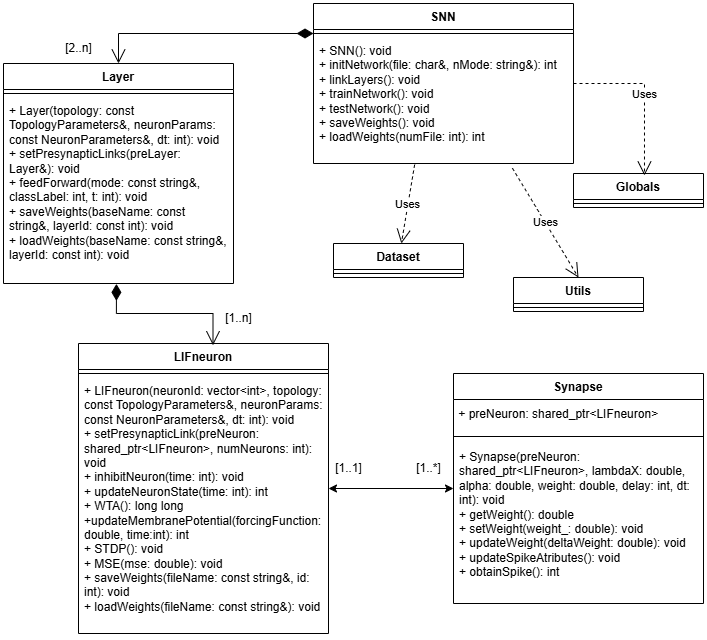 SNN
+ SNN(): void
+ initNetwork(file: char&, nMode: string&): int
+ linkLayers(): void
+ trainNetwork(): void
+ testNetwork(): void
+ saveWeights(): void
+ loadWeights(numFile: int): int
[2..n]
Layer
+ Layer(topology: const
TopologyParameters&, neuronParams:
const NeuronParameters&, dt: int): void
+ setPresynapticLinks(preLayer:
Layer&): void
+ feedForward(mode: const string&,
classLabel: int, t: int): void
+ saveWeights(baseName: const
string&, layerId: const int): void
+ loadWeights(baseName: const string&,
layerId: const int): void
Uses
Globals
Uses
Dataset
Uses
Utils
[1..n]
LIFneuron
+ LIFneuron(neuronId: vector<int>, topology:
const TopologyParameters&, neuronParams:
const NeuronParameters&, dt: int): void
+ setPresynapticLink(preNeuron:
shared_ptr<LIFneuron>, numNeurons: int):
void
+ inhibitNeuron(time: int): void
+ updateNeuronState(time: int): int
+ WTA(): long long
+updateMembranePotential(forcingFunction:
double, time:int): int
+ STDP(): void
+ MSE(mse: double): void
+ saveWeights(fileName: const string&, id:
int): void
+ loadWeights(fileName: const string&): void
[1..1]
[1..*]
Synapse
+ preNeuron: shared_ptr<LIFneuron>
+ Synapse(preNeuron:
shared_ptr<LIFneuron>, lambdaX: double,
alpha: double, weight: double, delay: int, dt:
int): void
+ getWeight(): double
+ setWeight(weight_: double): void
+ updateWeight(deltaWeight: double): void
+ updateSpikeAtributes(): void
+ obtainSpike(): int